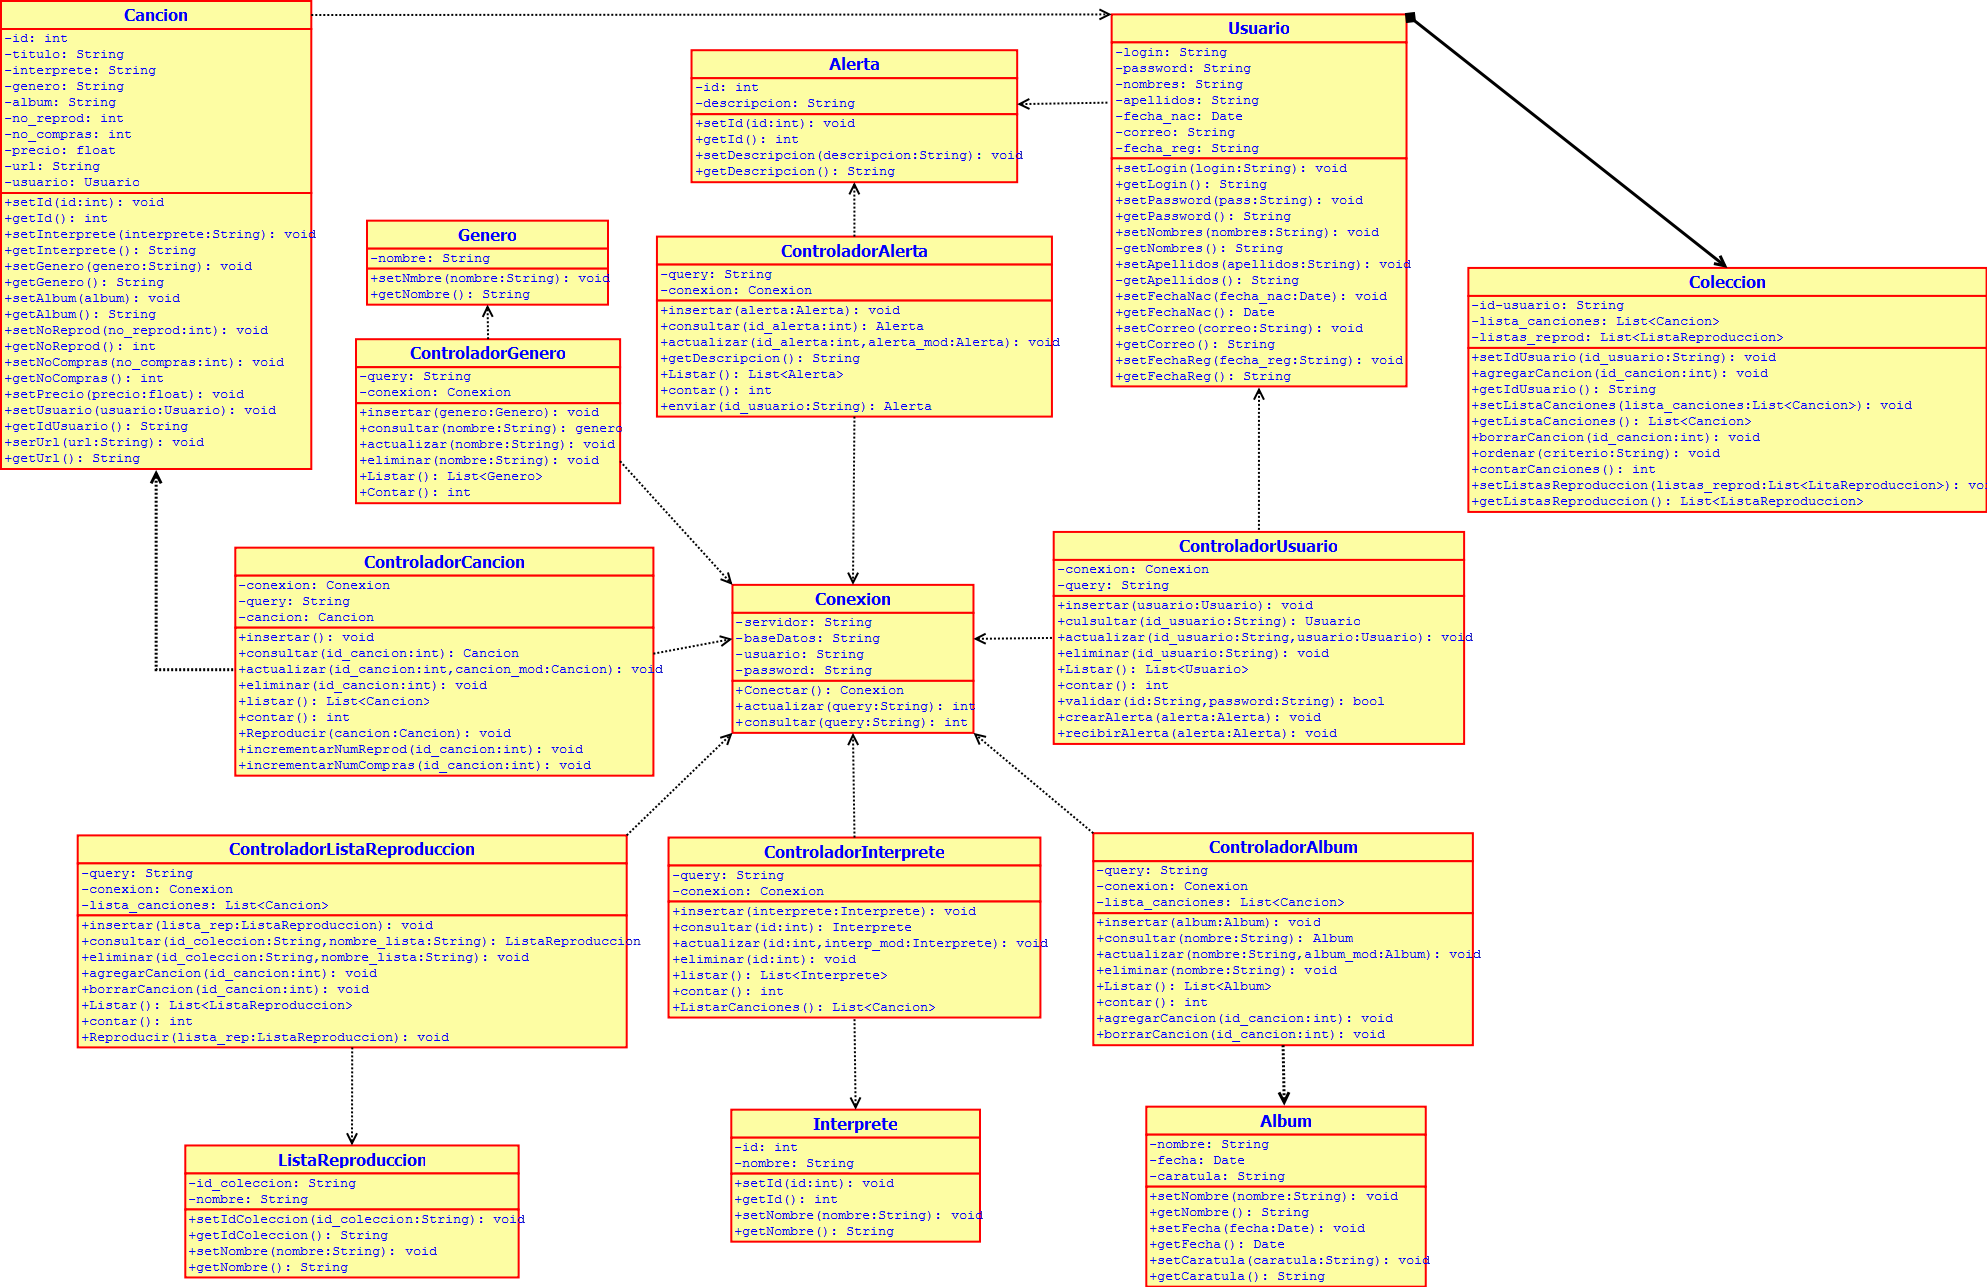 Cancion
-id: int
-titulo: String
-interprete: String
-genero: String
-album: String
-no_reprod: int
-no_compras: int
-precio: float
-url: String
-usuario: Usuario
+setId(id:int): void
+getId(): int
+setInterprete(interprete:String): void
+getInterprete(): String
+setGenero(genero:String): void
+getGenero(): String
+setAlbum(album): void
+getAlbum(): String
+setNoReprod(no_reprod:int): void
+getNoReprod(): int
+setNoCompras(no_compras:int): void
+getNoCompras(): int
+setPrecio(precio:float): void
+setUsuario(usuario:Usuario): void
+getIdUsuario(): String
+serUrl(url:String): void
+getUrl(): String
Alerta
-id: int
-descripcion: String
+setId(id:int): void
+getId(): int
+setDescripcion(descripcion:String): void
+getDescripcion(): String
Usuario
-login: String
-password: String
-nombres: String
-apellidos: String
-fecha_nac: Date
-correo: String
-fecha_reg: String
+setLogin(login:String): void
+getLogin(): String
+setPassword(pass:String): void
+getPassword(): String
+setNombres(nombres:String): void
-getNombres(): String
+setApellidos(apellidos:String): void
-getApellidos(): String
+setFechaNac(fecha_nac:Date): void
+getFechaNac(): Date
+setCorreo(correo:String): void
+getCorreo(): String
+setFechaReg(fecha_reg:String): void
+getFechaReg(): String
Genero
-nombre: String
+setNmbre(nombre:String): void
+getNombre(): String
ControladorAlerta
-query: String
-conexion: Conexion
+insertar(alerta:Alerta): void
+consultar(id_alerta:int): Alerta
+actualizar(id_alerta:int,alerta_mod:Alerta): void
+getDescripcion(): String
+Listar(): List<Alerta>
+contar(): int
+enviar(id_usuario:String): Alerta
Coleccion
-id-usuario: String
-lista_canciones: List<Cancion>
-listas_reprod: List<ListaReproduccion>
+setIdUsuario(id_usuario:String): void
+agregarCancion(id_cancion:int): void
+getIdUsuario(): String
+setListaCanciones(lista_canciones:List<Cancion>): void
+getListaCanciones(): List<Cancion>
+borrarCancion(id_cancion:int): void
+ordenar(criterio:String): void
+contarCanciones(): int
+setListasReproduccion(listas_reprod:List<LitaReproduccion>): vo
+getListasReproduccion(): List<ListaReproduccion>
ControladorGenero
-query: String
-conexion: Conexion
+insertar(genero:Genero): void
+consultar(nombre:String): genero
+actualizar(nombre:String): void
+eliminar(nombre:String): void
+Listar(): List<Genero>
+Contar(): int
ControladorCancion
-conexion: Conexion
-query: String
-cancion: Cancion
+insertar(): void
+consultar(id_cancion:int): Cancion
+actualizar(id_cancion:int,cancion_mod:Cancion): void
+eliminar(id_cancion:int): void
+listar(): List<Cancion>
+contar(): int
+Reproducir(cancion:Cancion): void
+incrementarNumReprod(id_cancion:int): void
+incrementarNumCompras(id_cancion:int): void
Conexion
-servidor: String
-baseDatos: String
-usuario: String
-password: String
+Conectar(): Conexion
+actualizar(query:String): int
+consultar(query:String): int
ControladorUsuario
-conexion: Conexion
-query: String
+insertar(usuario:Usuario): void
+culsultar(id_usuario:String): Usuario
+actualizar(id_usuario:String,usuario:Usuario): void
+eliminar(id_usuario:String): void
+Listar(): List<Usuario>
+contar(): int
+validar(id:String,password:String): bool
+crearAlerta(alerta:Alerta): void
+recibirAlerta(alerta:Alerta): void
ControladorListaReproduccion
-query: String
-conexion: Conexion
-lista_canciones: List<Cancion>
+insertar(lista_rep:ListaReproduccion): void
+consultar(id_coleccion:String,nombre_lista:String): ListaReproduccion
+eliminar(id_coleccion:String,nombre_lista:String): void
+agregarCancion(id_cancion:int): void
+borrarCancion(id_cancion:int): void
+Listar(): List<ListaReproduccion>
+contar(): int
+Reproducir(lista_rep:ListaReproduccion): void
ControladorInterprete
-query: String
-conexion: Conexion
+insertar(interprete:Interprete): void
+consultar(id:int): Interprete
+actualizar(id:int,interp_mod:Interprete): void
+eliminar(id:int): void
+listar(): List<Interprete>
+contar(): int
+ListarCanciones(): List<Cancion>
ControladorAlbum
-query: String
-conexion: Conexion
-lista_canciones: List<Cancion>
+insertar(album:Album): void
+consultar(nombre:String): Album
+actualizar(nombre:String,album_mod:Album): void
+eliminar(nombre:String): void
+Listar(): List<Album>
+contar(): int
+agregarCancion(id_cancion:int): void
+borrarCancion(id_cancion:int): void
ListaReproduccion
-id_coleccion: String
-nombre: String
+setIdColeccion(id_coleccion:String): void
+getIdColeccion(): String
+setNombre(nombre:String): void
+getNombre(): String
Interprete
-id: int
-nombre: String
+setId(id:int): void
+getId(): int
+setNombre(nombre:String): void
+getNombre(): String
Album
-nombre: String
-fecha: Date
-caratula: String
+setNombre(nombre:String): void
+getNombre(): String
+setFecha(fecha:Date): void
+getFecha(): Date
+setCaratula(caratula:String): void
+getCaratula(): String